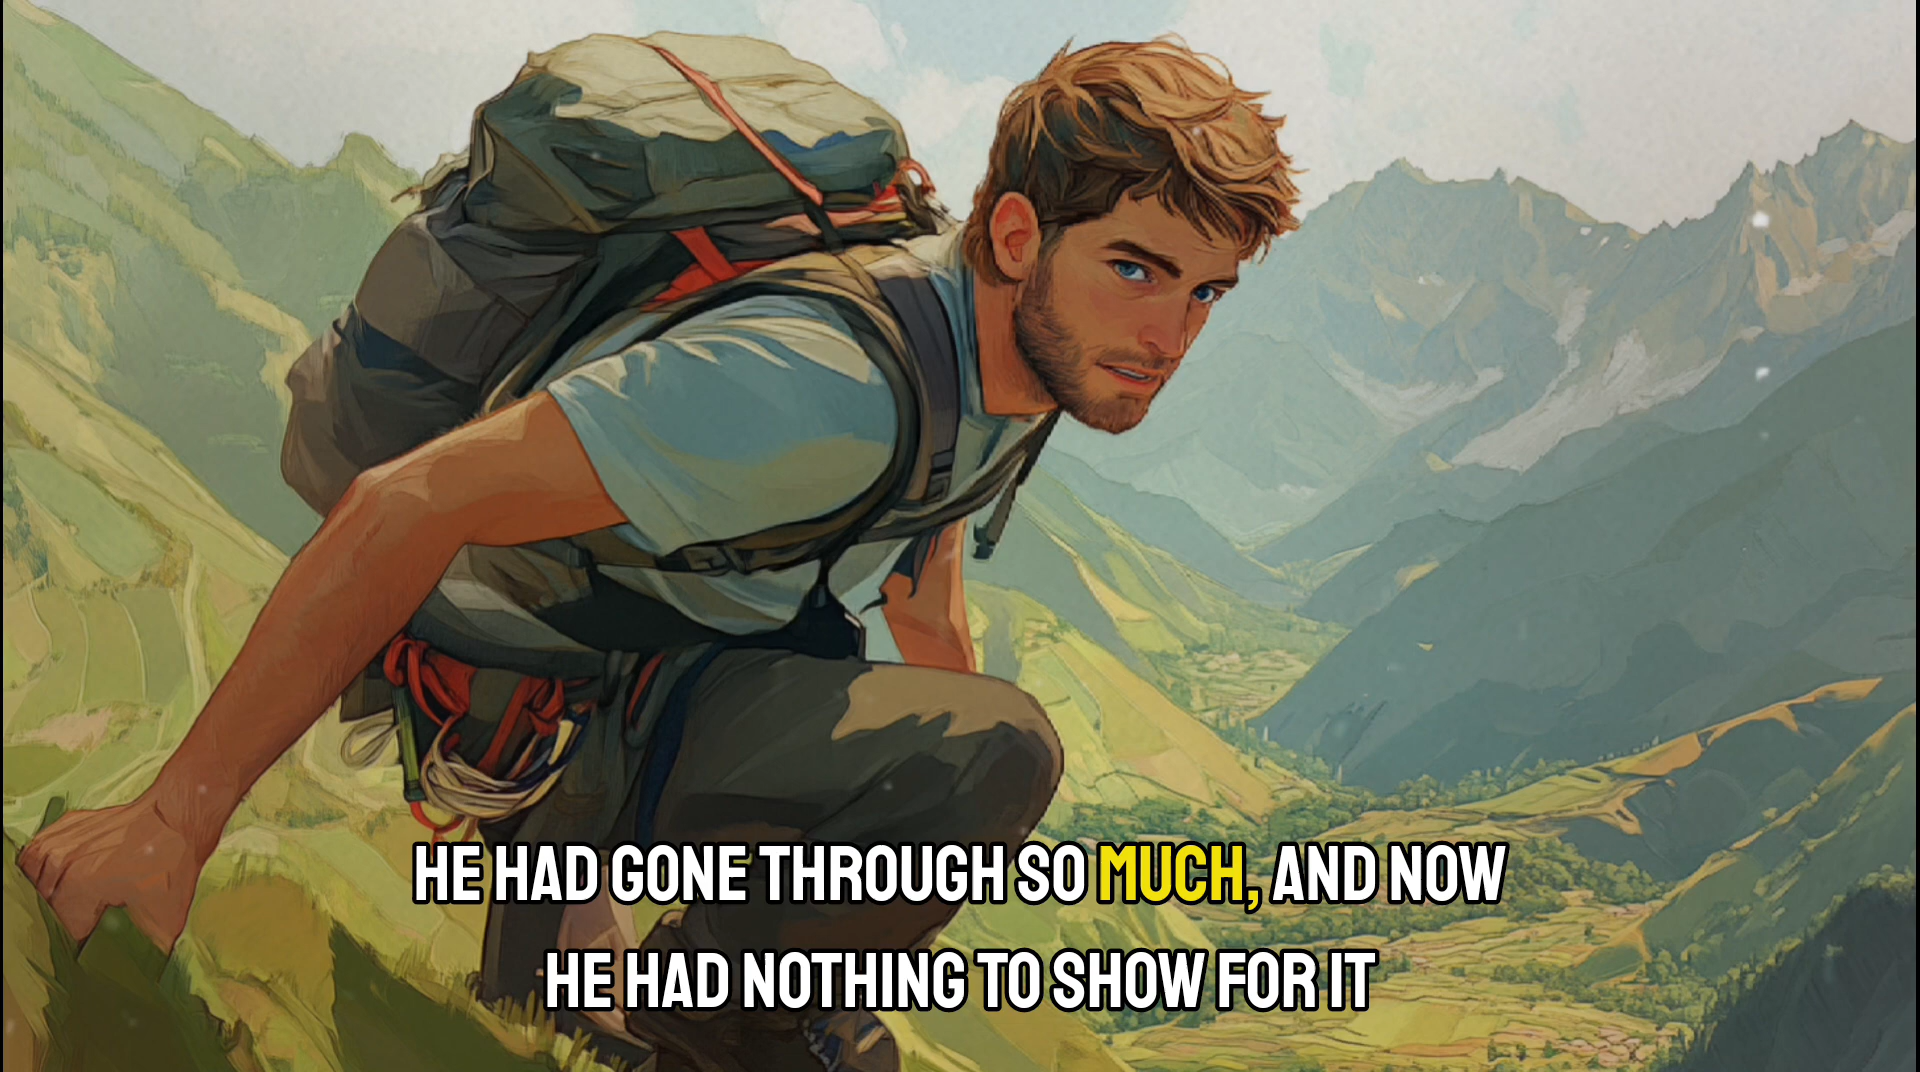 HE HAD GONE THROUGH SO MUCH, AND NOW
HE HAD NOTHING TO SHOW FOR IT